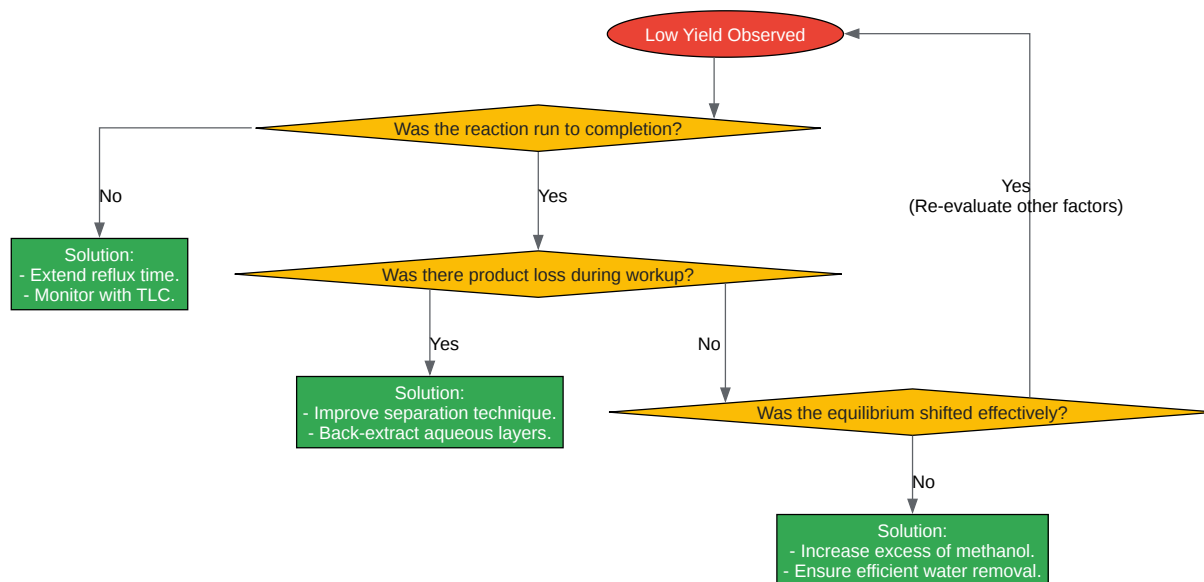 Low Yield Observed
Was the reaction run to completion?
No
Yes
Yes
(Re-evaluate other factors)
Solution:
- Extend reflux time.
- Monitor with TLC.
Was there product loss during workup?
Yes
No
Solution:
- Improve separation technique.
- Back-extract aqueous layers.
Was the equilibrium shifted effectively?
No
Solution:
- Increase excess of methanol.
- Ensure efficient water removal.